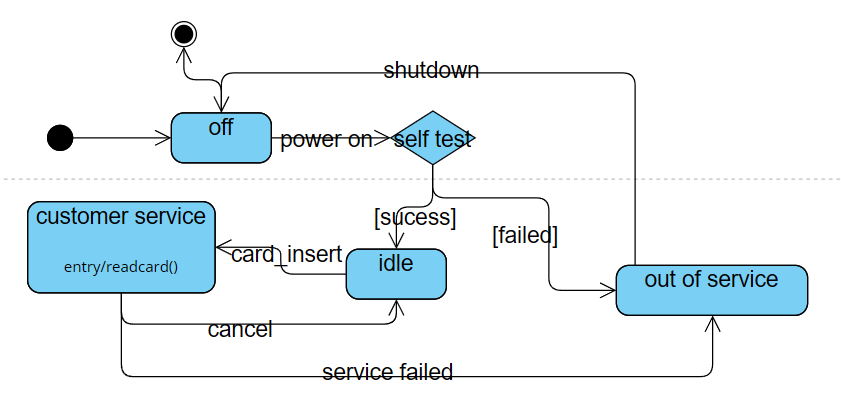 shutdown
off
power on
self test
customer service
entry/readcard()
[sucess]
[failed]
card_insert
idle
out of service
cancel
service failed